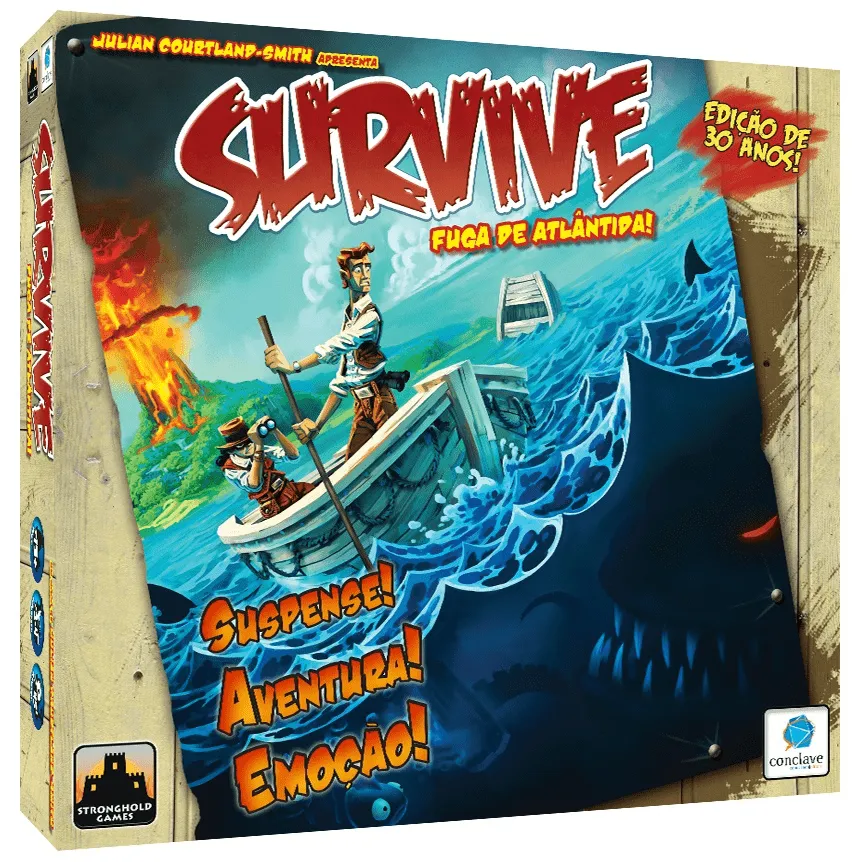 JULIAN COURTLAND-SMITH APRESENTA
SURVIVE
FUGA DE ATLÂNTIDA!
EDIÇÃO DE
30 ANOS!
SUSPENSE!
AVENTURA!
EMOÇÃO!
STRONGHOLD
GAMES
conclave
SURVIVE